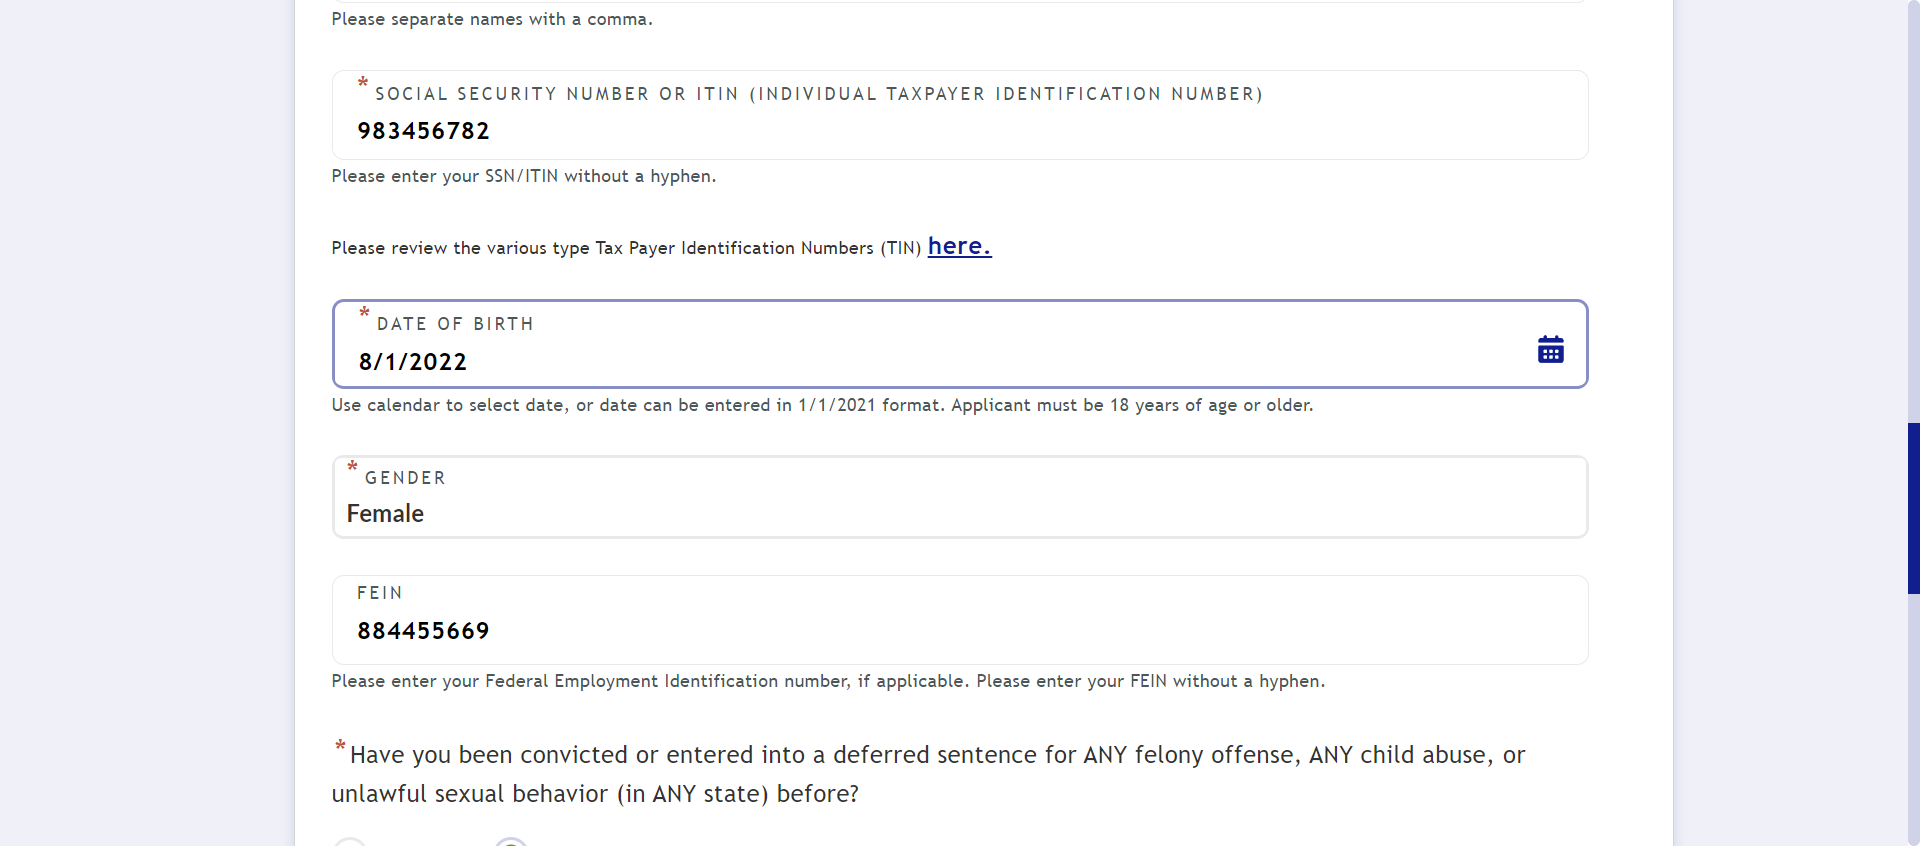 Please separate names with a comma.
* SOCIAL SECURITY NUMBER OR ITIN (INDIVIDUAL TAXPAYER IDENTIFICATION NUMBER)
983456782
Please enter your SSN/ITIN without a hyphen.
Please review the various type Tax Payer Identification Numbers (TIN) here.
* DATE OF BIRTH
8/1/2022
Use calendar to select date, or date can be entered in 1/1/2021 format. Applicant must be 18 years of age or older.
* GENDER
Female
FEIN
884455669
Please enter your Federal Employment Identification number, if applicable. Please enter your FEIN without a hyphen.
* Have you been convicted or entered into a deferred sentence for ANY felony offense, ANY child abuse, or
unlawful sexual behavior (in ANY state) before?